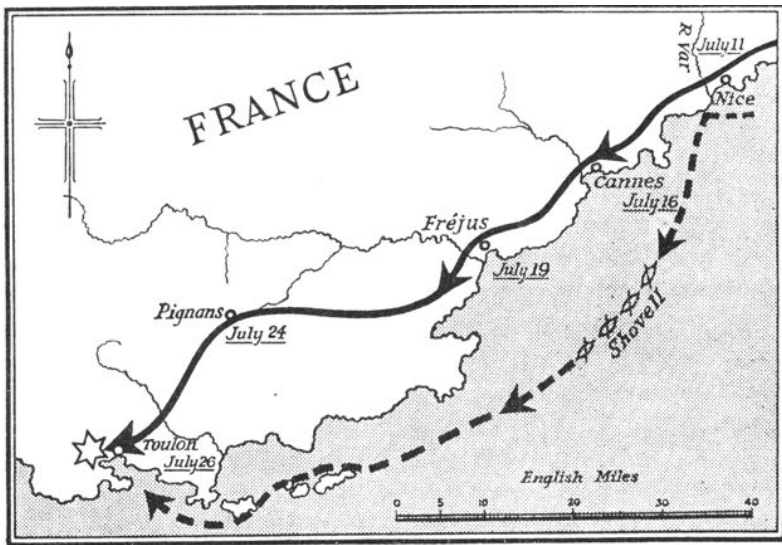 FRANCE
R Var
July 11
Nice
Cannes
July 16
Fréjus
July 19
Pignans
July 24
Shovell
Toulon
July 26
English Miles
0 10 20 30 40